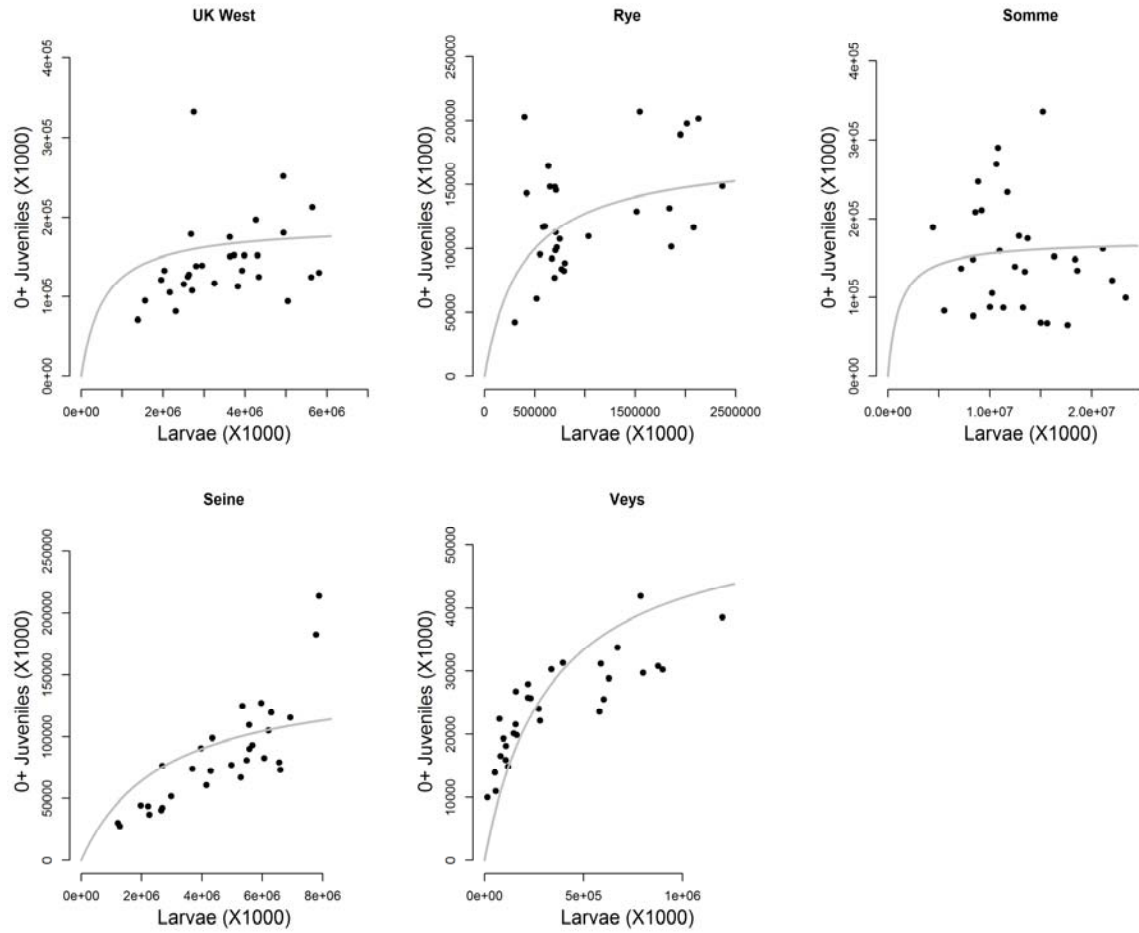 UK West
0+ Juveniles (X1000)
4e+05
3e+05
2e+05
1e+05
0e+00
0e+00 2e+06 4e+06 6e+06
Larvae (X1000)
Rye
0+ Juveniles (X1000)
250000
200000
150000
100000
50000
0
0 500000 1500000 2500000
Larvae (X1000)
Somme
0+ Juveniles (X1000)
4e+05
3e+05
2e+05
1e+05
0e+00
0.0e+00 1.0e+07 2.0e+07
Larvae (X1000)
Seine
0+ Juveniles (X1000)
250000
200000
150000
100000
50000
0
0e+00 2e+06 4e+06 6e+06 8e+06
Larvae (X1000)
Veys
0+ Juveniles (X1000)
50000
40000
30000
20000
10000
0
0e+00 5e+05 1e+06
Larvae (X1000)